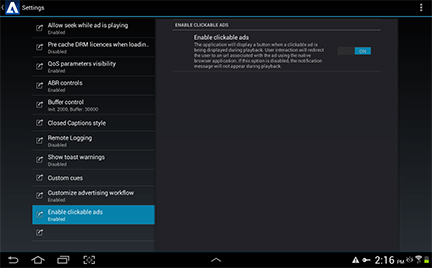 Settings
Allow seek while ad is playing
Enabled
Pre cache DRM licences when loadin..
Disabled
QoS parameters visibility
Enabled
ABR controls
Enabled
Buffer control
Init: 2000, Buffer: 30000
Closed Captions style
Remote Logging
Disabled
Show toast warnings
Disabled
Custom cues
Customize advertising workflow
Enabled
Enable clickable ads
Enabled
ENABLE CLICKABLE ADS
Enable clickable ads
The application will display a button when a clickable ad is
being displayed during playback. User interaction will redirect
the user to an url associated with the ad using the native
browser application. If this option is disabled, the notification
message will not appear during playback.
ON
2:16 PM